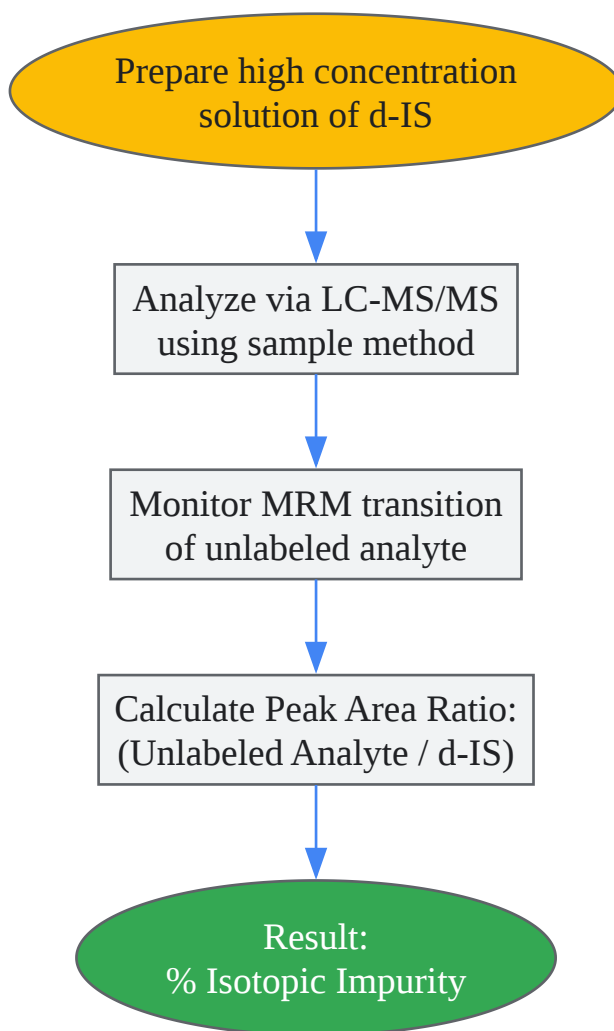 Prepare high concentration
solution of d-IS
Analyze via LC-MS/MS
using sample method
Monitor MRM transition
of unlabeled analyte
Calculate Peak Area Ratio:
(Unlabeled Analyte / d-IS)
Result:
% Isotopic Impurity